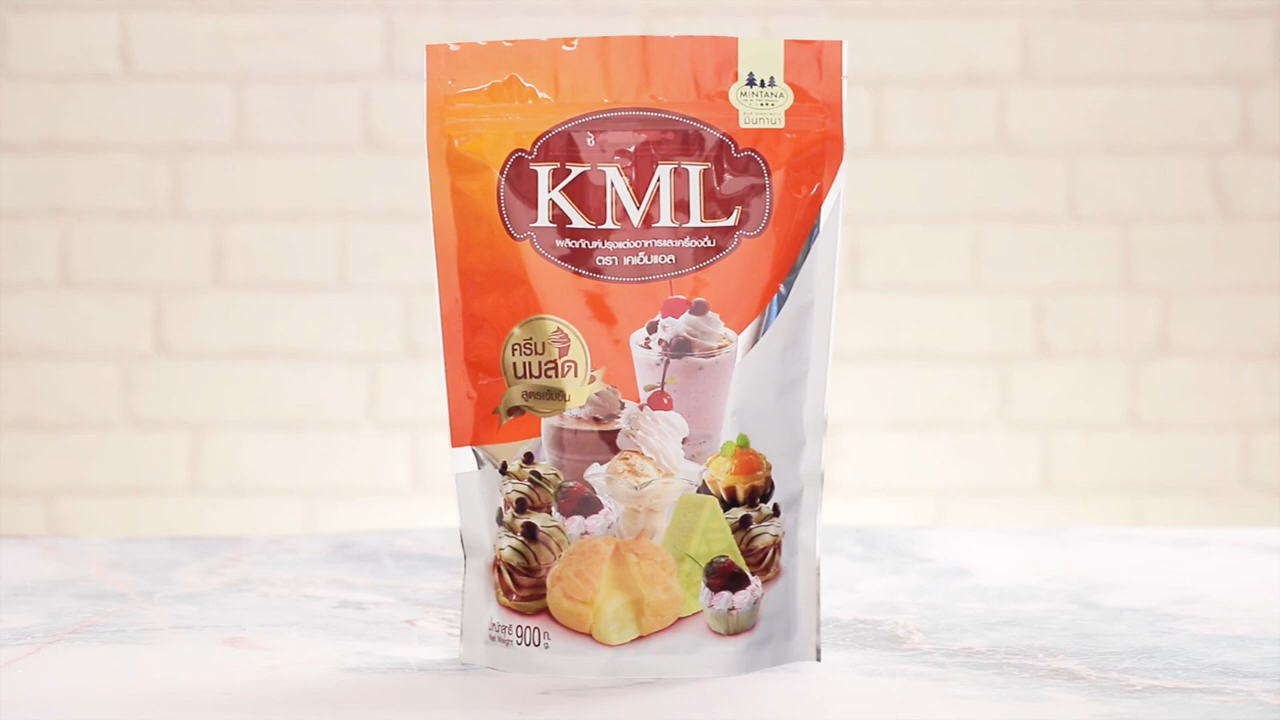 MINTANA
มินทานา
KML
ผลิตภัณฑ์ปรุงแต่งอาหารและเครื่องดื่ม
ตรา เคเอ็มแอล
ครีม
นมสด
สูตรเข้มข้น
น้ำหนักสุทธิ
Net Weight
900 ก.
g.